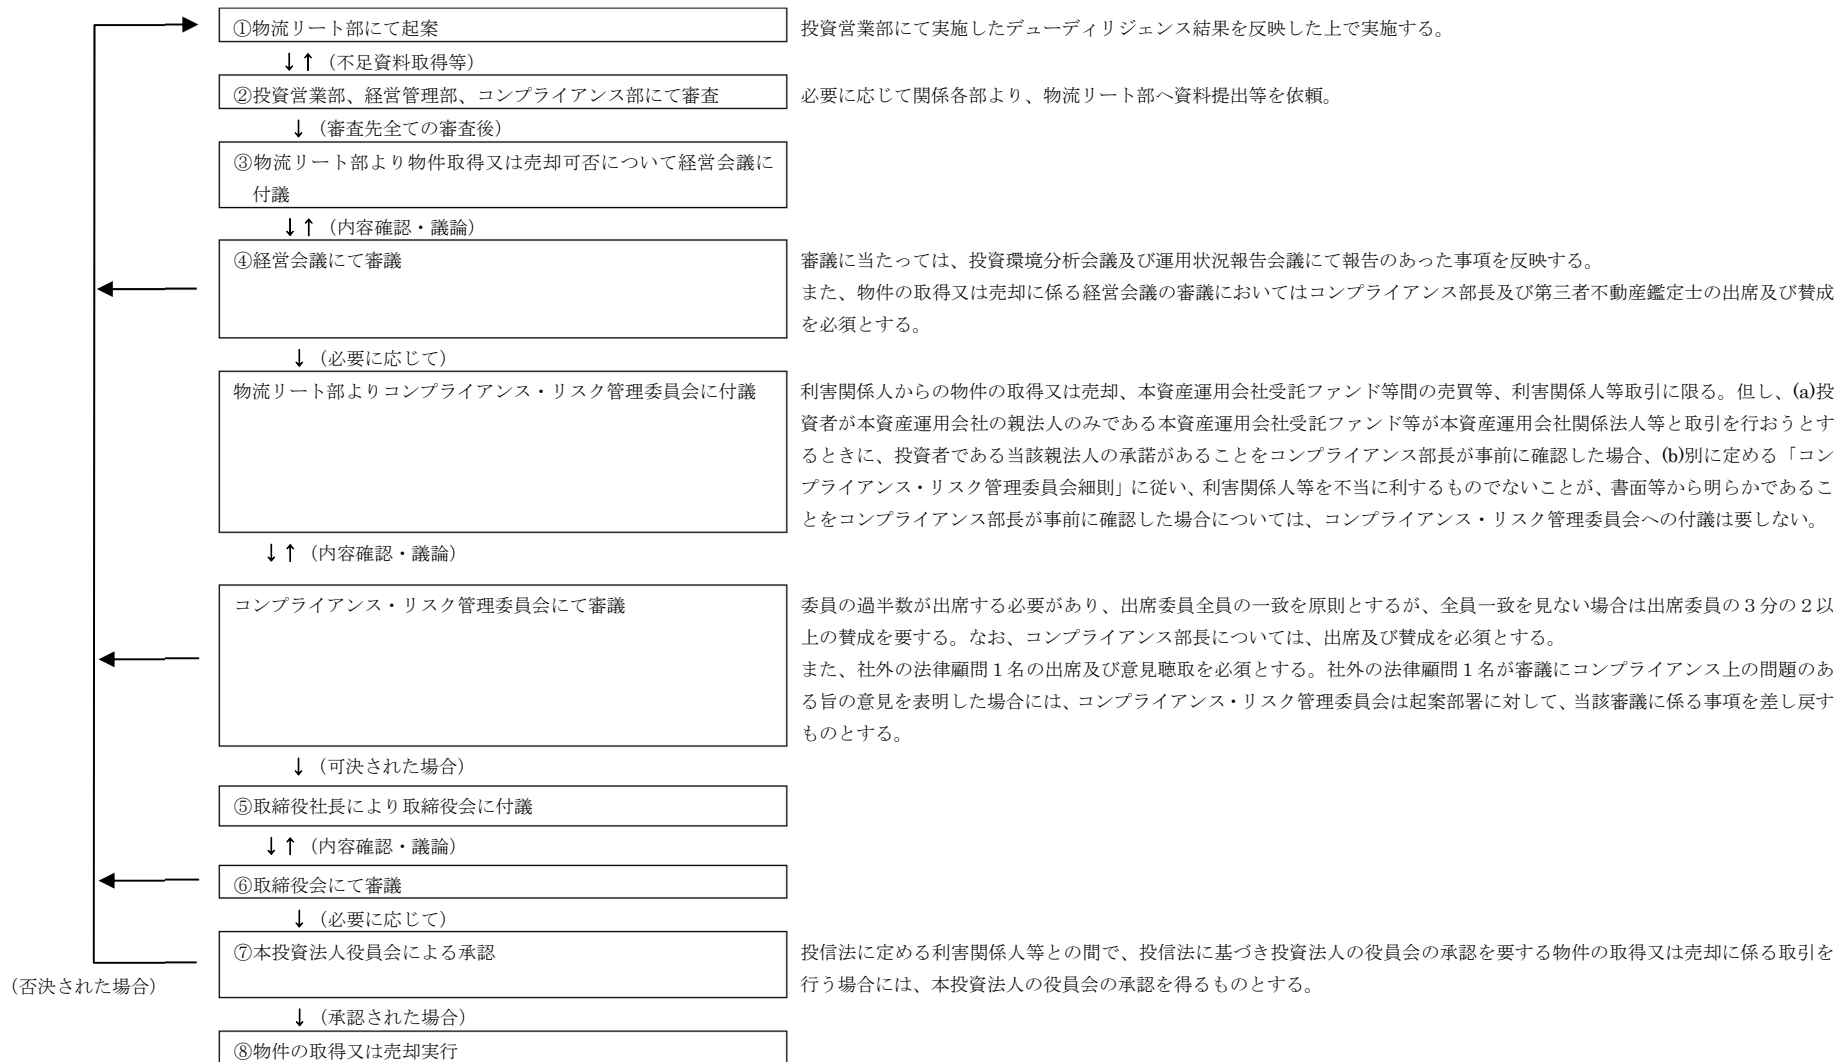 ①物流リート部にて起案
投資営業部にて実施したデューディリジェンス結果を反映した上で実施する。
↓↑（不足資料取得等）
②投資営業部、経営管理部、コンプライアンス部にて審査
必要に応じて関係各部より、物流リート部へ資料提出等を依頼。
↓（審査先全ての審査後）
③物流リート部より物件取得又は売却可否について経営会議に
付議
↓↑（内容確認・議論）
④経営会議にて審議
審議に当たっては、投資環境分析会議及び運用状況報告会議にて報告のあった事項を反映する。
また、物件の取得又は売却に係る経営会議の審議においてはコンプライアンス部長及び第三者不動産鑑定士の出席及び賛成
を必須とする。
↓（必要に応じて）
物流リート部よりコンプライアンス・リスク管理委員会に付議
利害関係人からの物件の取得又は売却、本資産運用会社受託ファンド等間の売買等、利害関係人等取引に限る。但し、(a)投
資者が本資産運用会社の親法人のみである本資産運用会社受託ファンド等が本資産運用会社関係法人等と取引を行おうとす
るときに、投資者である当該親法人の承諾があることをコンプライアンス部長が事前に確認した場合、(b)別に定める「コン
プライアンス・リスク管理委員会細則」に従い、利害関係人等を不当に利するものでないことが、書面等から明らかであるこ
とをコンプライアンス部長が事前に確認した場合については、コンプライアンス・リスク管理委員会への付議は要しない。
↓↑（内容確認・議論）
コンプライアンス・リスク管理委員会にて審議
委員の過半数が出席する必要があり、出席委員全員の一致を原則とするが、全員一致を見ない場合は出席委員の３分の２以
上の賛成を要する。なお、コンプライアンス部長については、出席及び賛成を必須とする。
また、社外の法律顧問１名の出席及び意見聴取を必須とする。社外の法律顧問１名が審議にコンプライアンス上の問題のあ
る旨の意見を表明した場合には、コンプライアンス・リスク管理委員会は起案部署に対して、当該審議に係る事項を差し戻す
ものとする。
↓（可決された場合）
⑤取締役社長により取締役会に付議
↓↑（内容確認・議論）
⑥取締役会にて審議
↓（必要に応じて）
⑦本投資法人役員会による承認
投信法に定める利害関係人等との間で、投信法に基づき投資法人の役員会の承認を要する物件の取得又は売却に係る取引を
行う場合には、本投資法人の役員会の承認を得るものとする。
（否決された場合）
↓（承認された場合）
⑧物件の取得又は売却実行